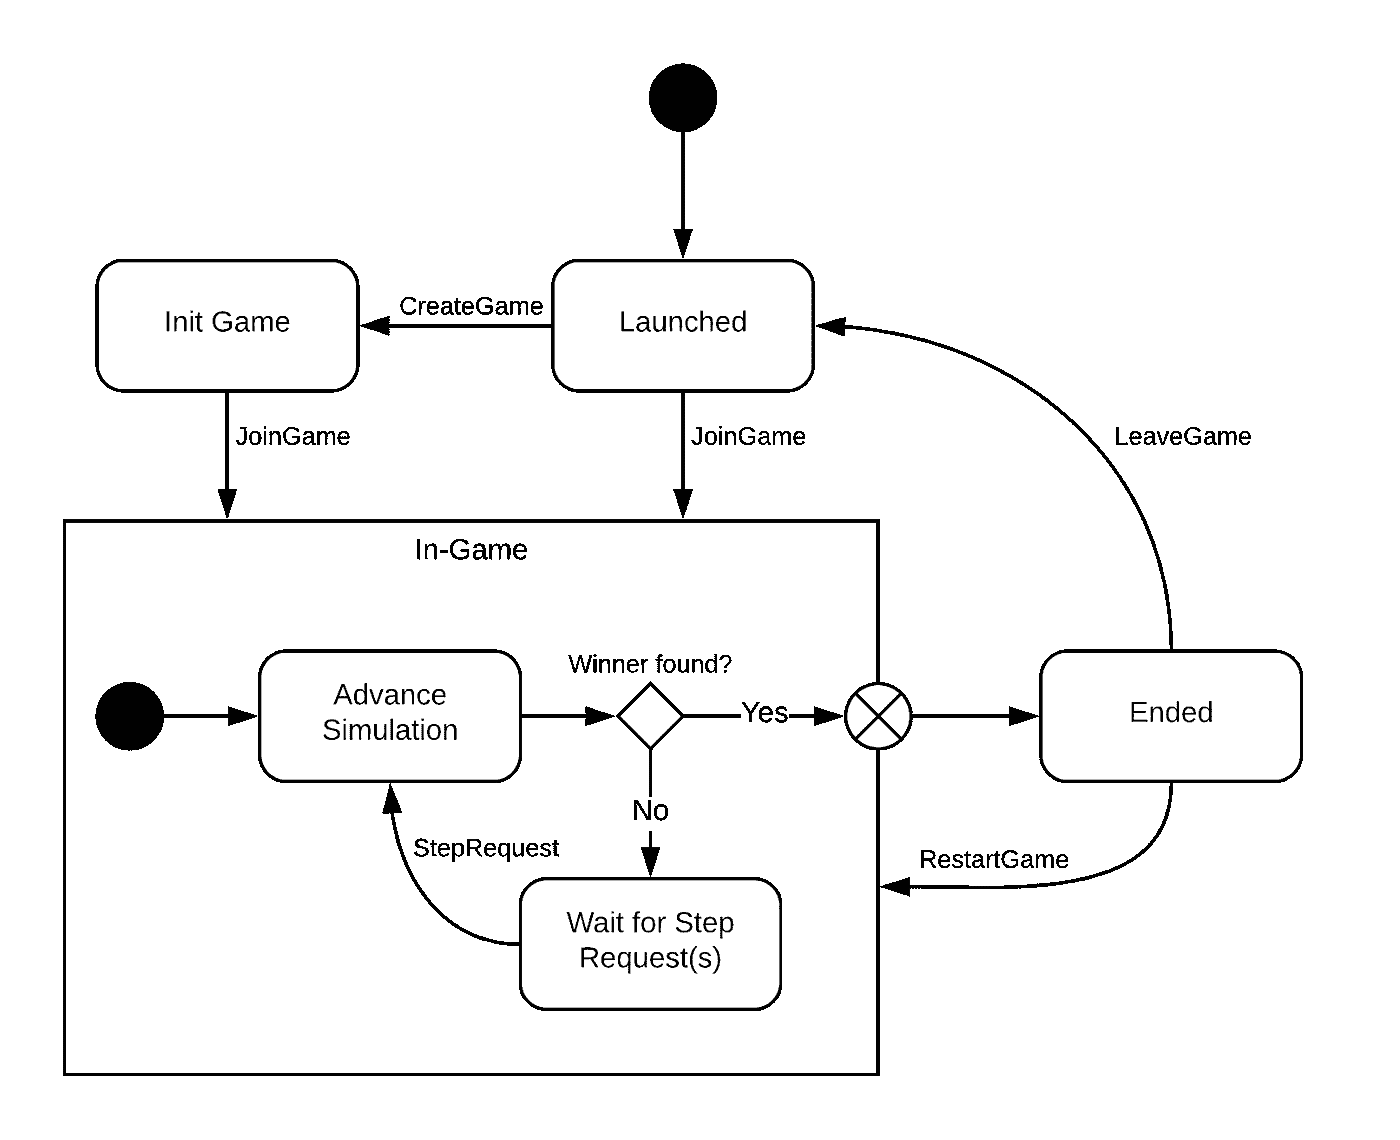 Init Game
CreateGame
Launched
JoinGame
JoinGame
LeaveGame
In-Game
Advance
Simulation
Winner found?
Yes
Ended
No
StepRequest
RestartGame
Wait for Step
Request(s)